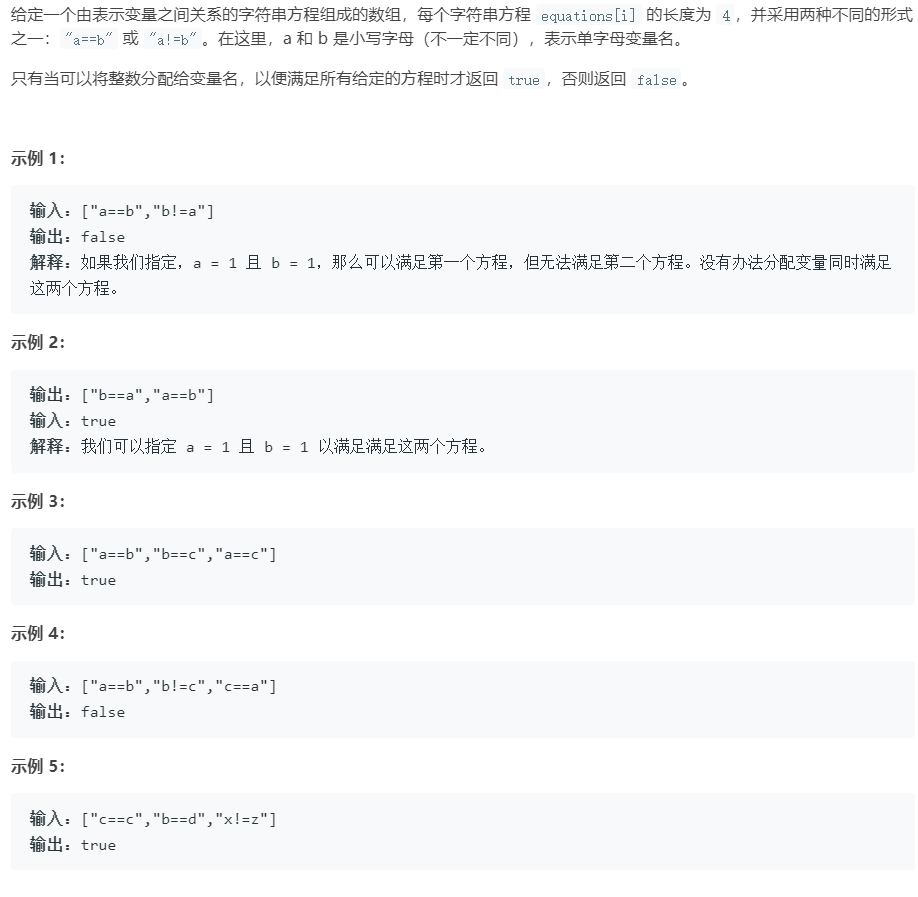 给定一个由表示变量之间关系的字符串方程组成的数组，每个字符串方程 equations[i] 的长度为 4，并采用两种不同的形式
之一："a==b" 或 "a!=b"。在这里，a 和 b 是小写字母（不一定不同），表示单字母变量名。
只有当可以将整数分配给变量名，以便满足所有给定的方程时才返回 true，否则返回 false。
示例 1：
输入：["a==b","b!=a"]
输出：false
解释：如果我们指定，a = 1 且 b = 1，那么可以满足第一个方程，但无法满足第二个方程。没有办法分配变量同时满足
这两个方程。
示例 2：
输出：["b==a","a==b"]
输入：true
解释：我们可以指定 a = 1 且 b = 1 以满足满足这两个方程。
示例 3：
输入：["a==b","b==c","a==c"]
输出：true
示例 4：
输入：["a==b","b!=c","c==a"]
输出：false
示例 5：
输入：["c==c","b==d","x!=z"]
输出：true